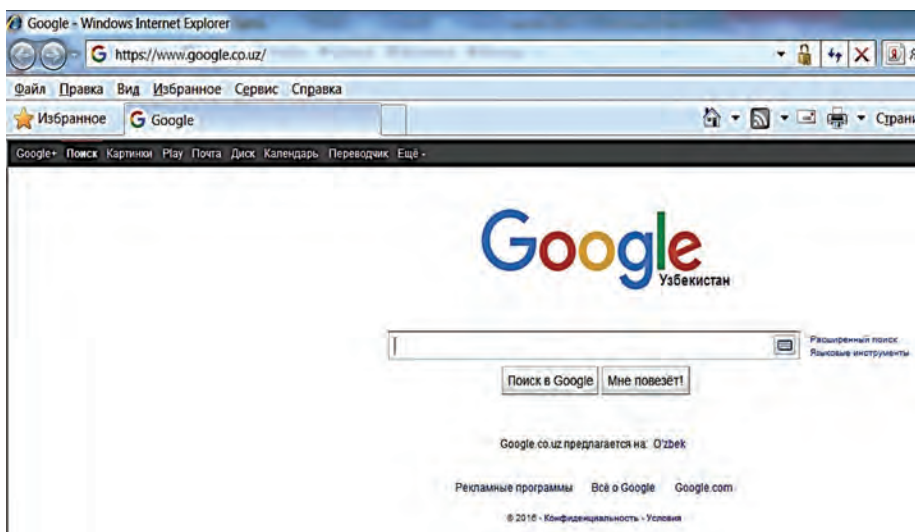 Google - Windows Internet Explorer
https://www.google.co.uz/
Файл Правка Вид Избранное Сервис Справка
Избранное Google Страни
Google+ Поиск Картинки Play Почта Диск Календарь Переводчик Ещё
Google
Узбекистан
Расширенный поиск
Языковые инструменты
Поиск в Google Мне повезёт!
Google.co.uz предлагается на: O'zbek
Рекламные программы Всё о Google Google.com
© 2016 - Конфиденциальность - Условия